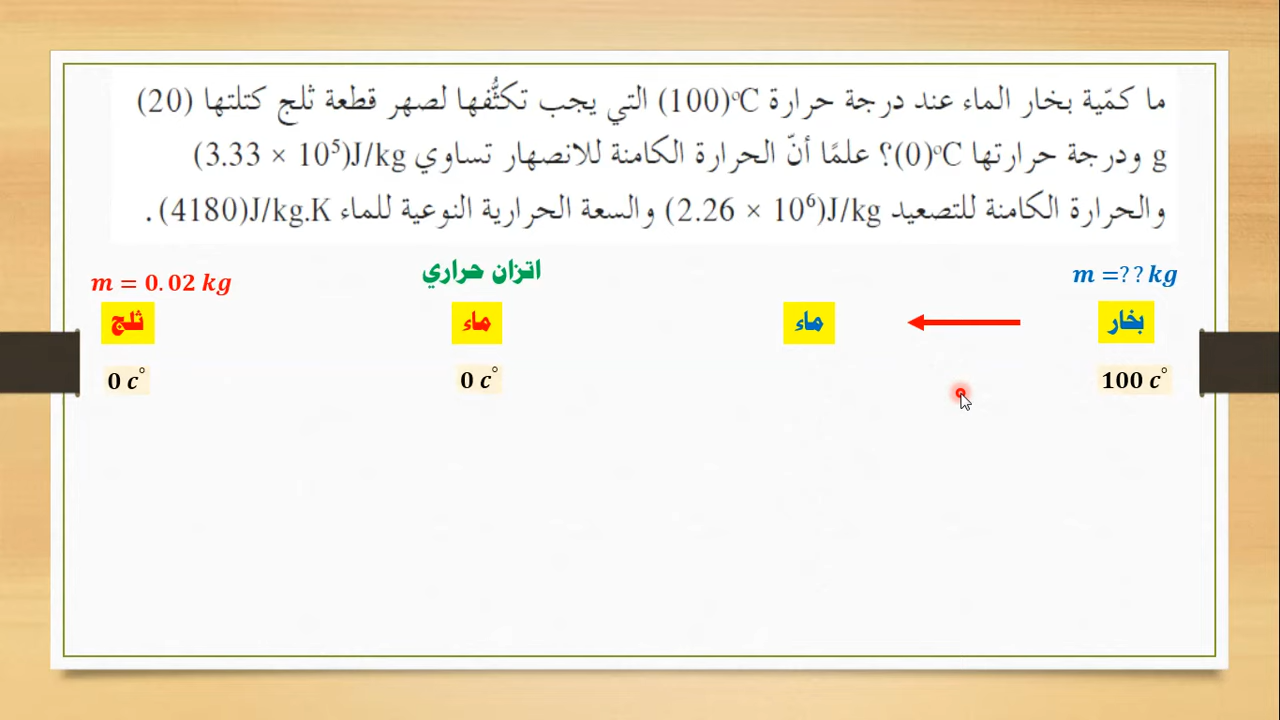 ما كمّية بخار الماء عند درجة حرارة (100)°C التي يجب تكثُّفها لصهر قطعة ثلج كتلتها (20)
g ودرجة حرارتها (0)°C؟ علمًا أنّ الحرارة الكامنة للانصهار تساوي (3.33 × 10⁵)J/kg
والحرارة الكامنة للتصعيد (2.26 × 10⁶)J/kg والسعة الحرارية النوعية للماء (4180)J/kg.K .
m =?? kg
اتزان حراري
m = 0.02 kg
بخار
ماء
ماء
ثلج
100 c°
0 c°
0 c°